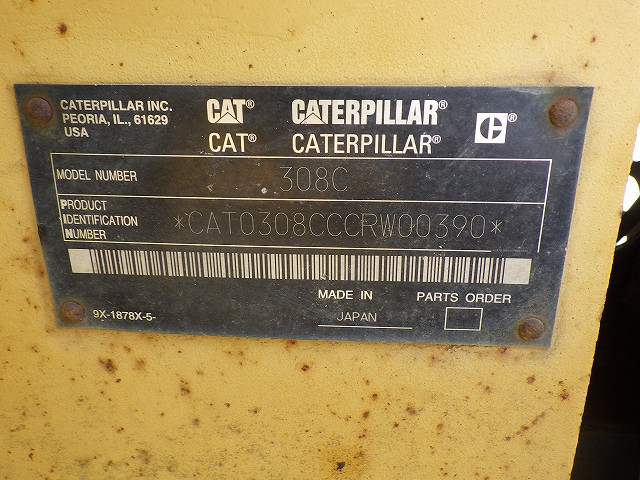 CATERPILLAR INC.
PEORIA, IL., 61629
USA
CAT® CATERPILLAR®
CAT® CATERPILLAR®
C ®
MODEL NUMBER 308C
PRODUCT
IDENTIFICATION
NUMBER
*CAT0308CCCRW00390*
MADE IN PARTS ORDER
JAPAN
9X-1878X-5-